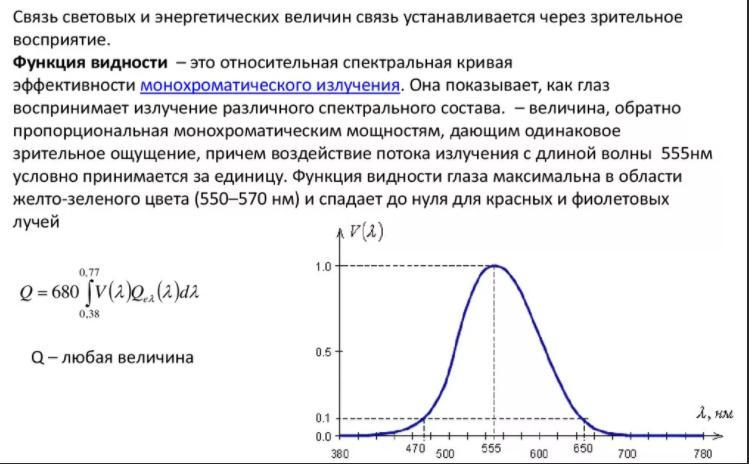 Связь световых и энергетических величин связь устанавливается через зрительное
восприятие.
Функция видности – это относительная спектральная кривая
эффективности монохроматического излучения. Она показывает, как глаз
воспринимает излучение различного спектрального состава. – величина, обратно
пропорциональная монохроматическим мощностям, дающим одинаковое
зрительное ощущение, причем воздействие потока излучения с длиной волны 555нм
условно принимается за единицу. Функция видности глаза максимальна в области
желто-зеленого цвета (550–570 нм) и спадает до нуля для красных и фиолетовых
лучей
V(λ)
1.0
0,77
Q = 680 ∫ V(λ)Qeλ(λ)dλ
0,38
Q – любая величина
0.5
0.1
λ, нм
0.0
380 470 500 555 600 650 700 780